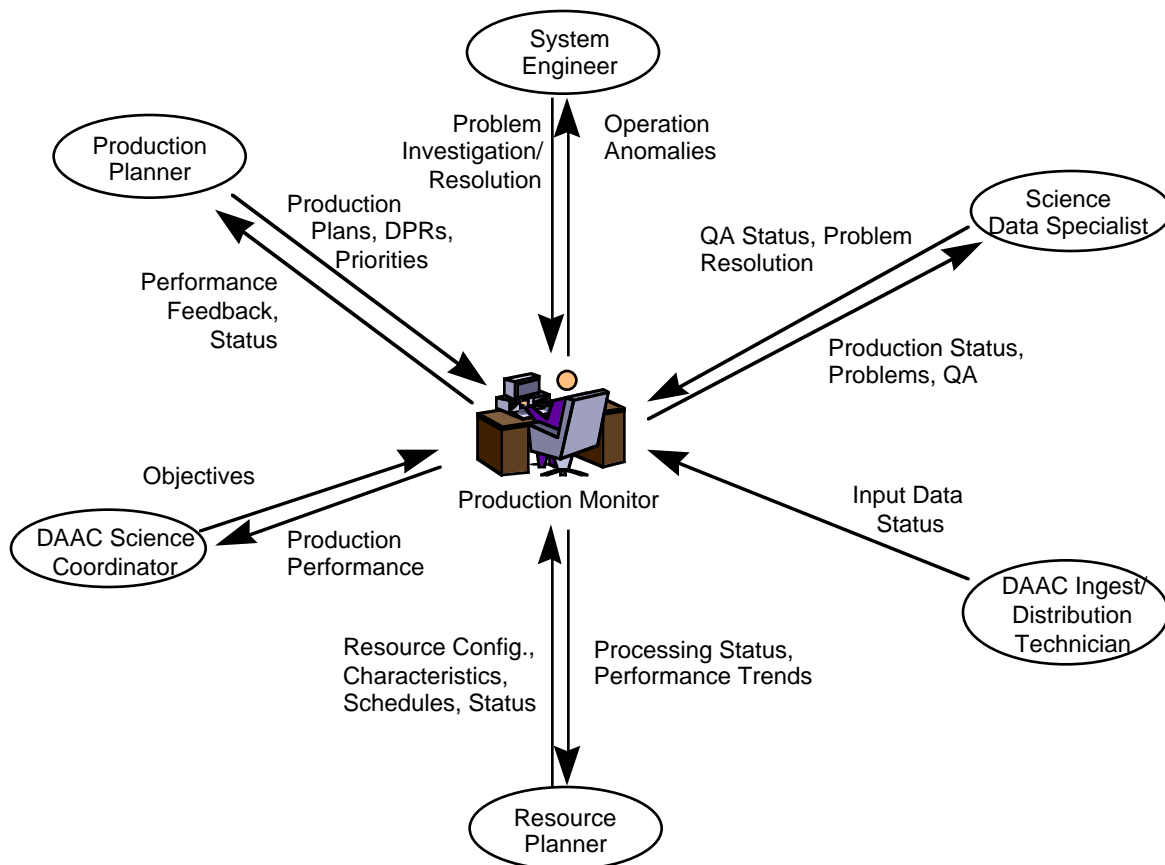 System
Engineer
Problem
Investigation/
Resolution
Operation
Anomalies
Production
Planner
Production
Plans, DPRs,
Priorities
Performance
Feedback,
Status
Science
Data Specialist
QA Status, Problem
Resolution
Production Status,
Problems, QA
Production Monitor
Objectives
DAAC Science
Coordinator
Production
Performance
Input Data
Status
DAAC Ingest/
Distribution
Technician
Resource Config.,
Characteristics,
Schedules, Status
Processing Status,
Performance Trends
Resource
Planner